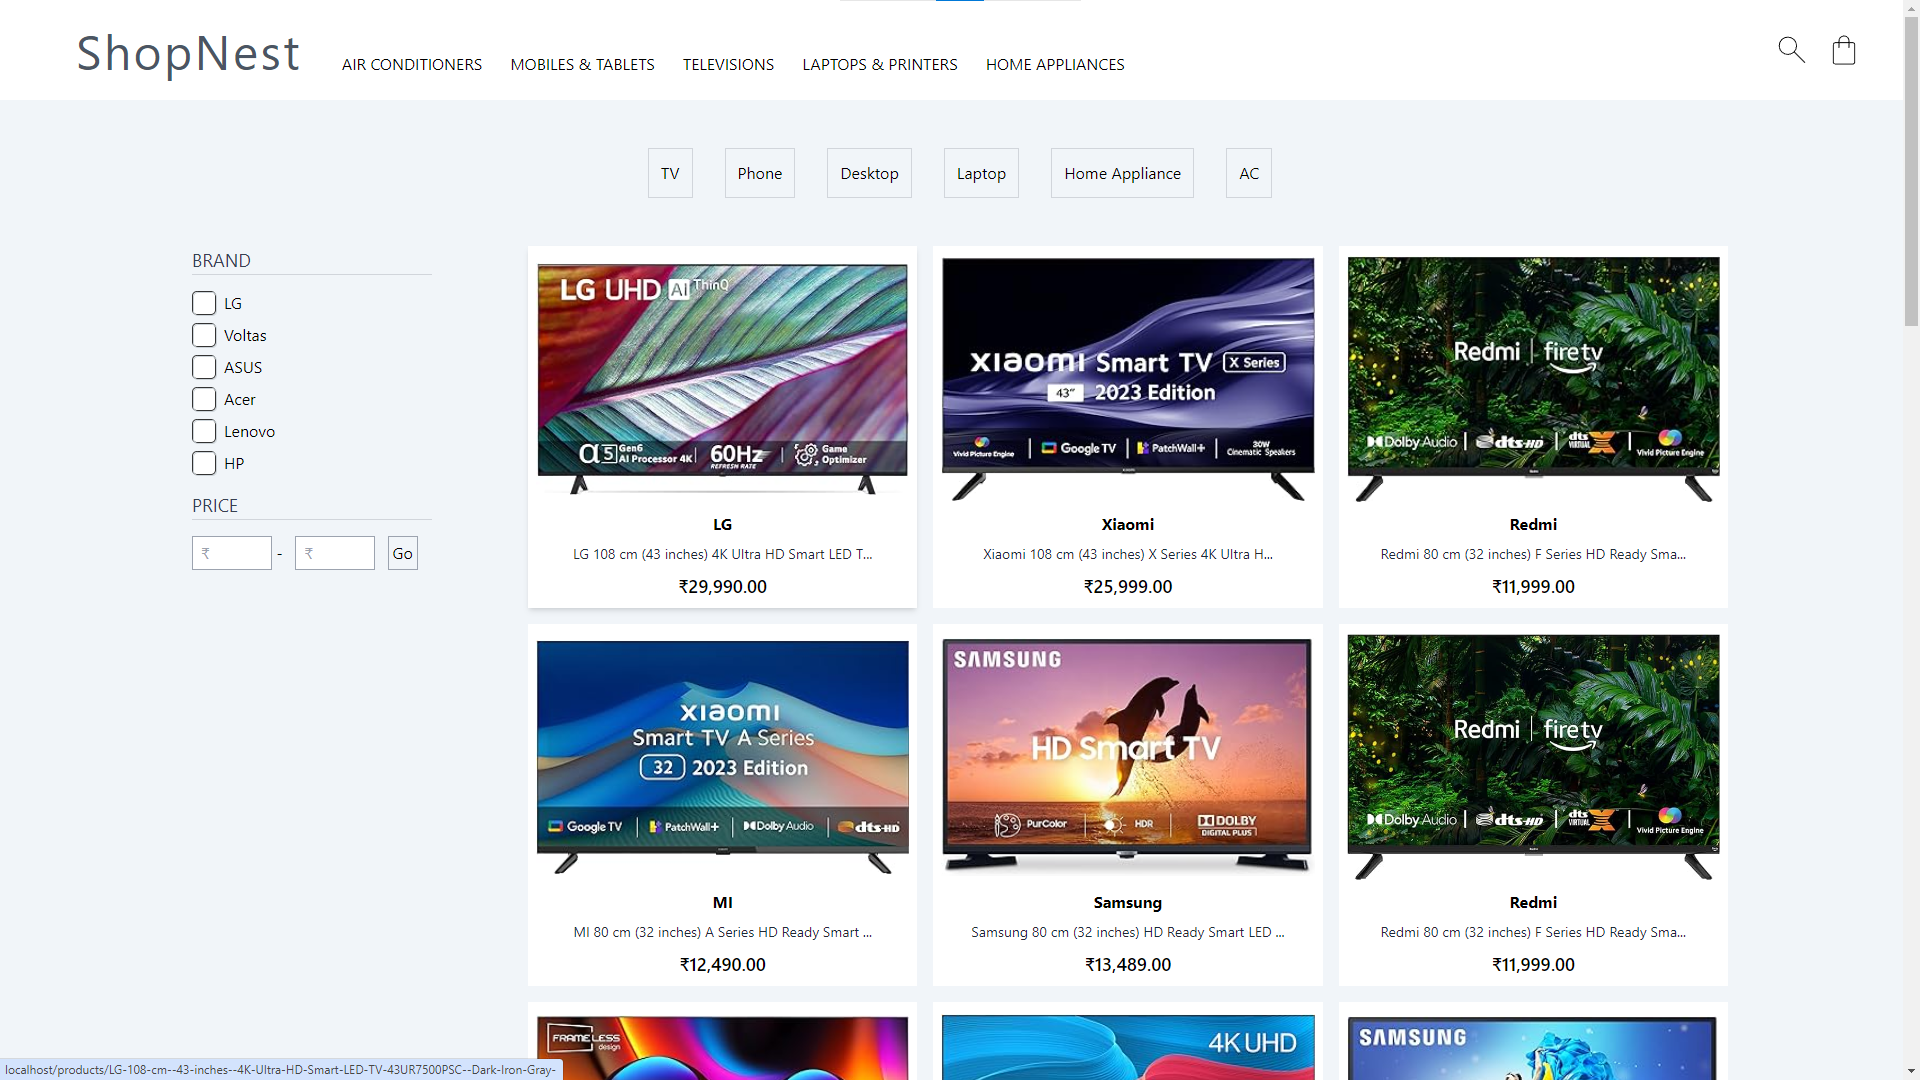 ShopNest
AIR CONDITIONERS
MOBILES & TABLETS
TELEVISIONS
LAPTOPS & PRINTERS
HOME APPLIANCES
TV
Phone
Desktop
Laptop
Home Appliance
AC
BRAND
LG
Voltas
ASUS
Acer
Lenovo
HP
PRICE
₹ - ₹ Go
LG UHD AI ThinQ
α5 Gen6 AI Processor 4K
60Hz REFRESH RATE
Game Optimizer
LG
LG 108 cm (43 inches) 4K Ultra HD Smart LED T...
₹29,990.00
xiaomi Smart TV X Series
43" 2023 Edition
Vivid Picture Engine
Google TV
PatchWall+
30W Cinematic Speakers
Xiaomi
Xiaomi 108 cm (43 inches) X Series 4K Ultra H...
₹25,999.00
Redmi firetv
Dolby Audio
dts-HD
dts VIRTUAL X
Vivid Picture Engine
Redmi
Redmi 80 cm (32 inches) F Series HD Ready Sma...
₹11,999.00
xiaomi
Smart TV A Series
32 2023 Edition
Google TV
PatchWall+
Dolby Audio
dts-HD
MI
MI 80 cm (32 inches) A Series HD Ready Smart ...
₹12,490.00
SAMSUNG
HD Smart TV
PurColor
HDR
DOLBY DIGITAL PLUS
Samsung
Samsung 80 cm (32 inches) HD Ready Smart LED ...
₹13,489.00
Redmi firetv
Dolby Audio
dts-HD
dts VIRTUAL X
Vivid Picture Engine
Redmi
Redmi 80 cm (32 inches) F Series HD Ready Sma...
₹11,999.00
FRAMELESS design
4K UHD
SAMSUNG
localhost/products/LG-108-cm--43-inches--4K-Ultra-HD-Smart-LED-TV-43UR7500PSC--Dark-Iron-Gray-